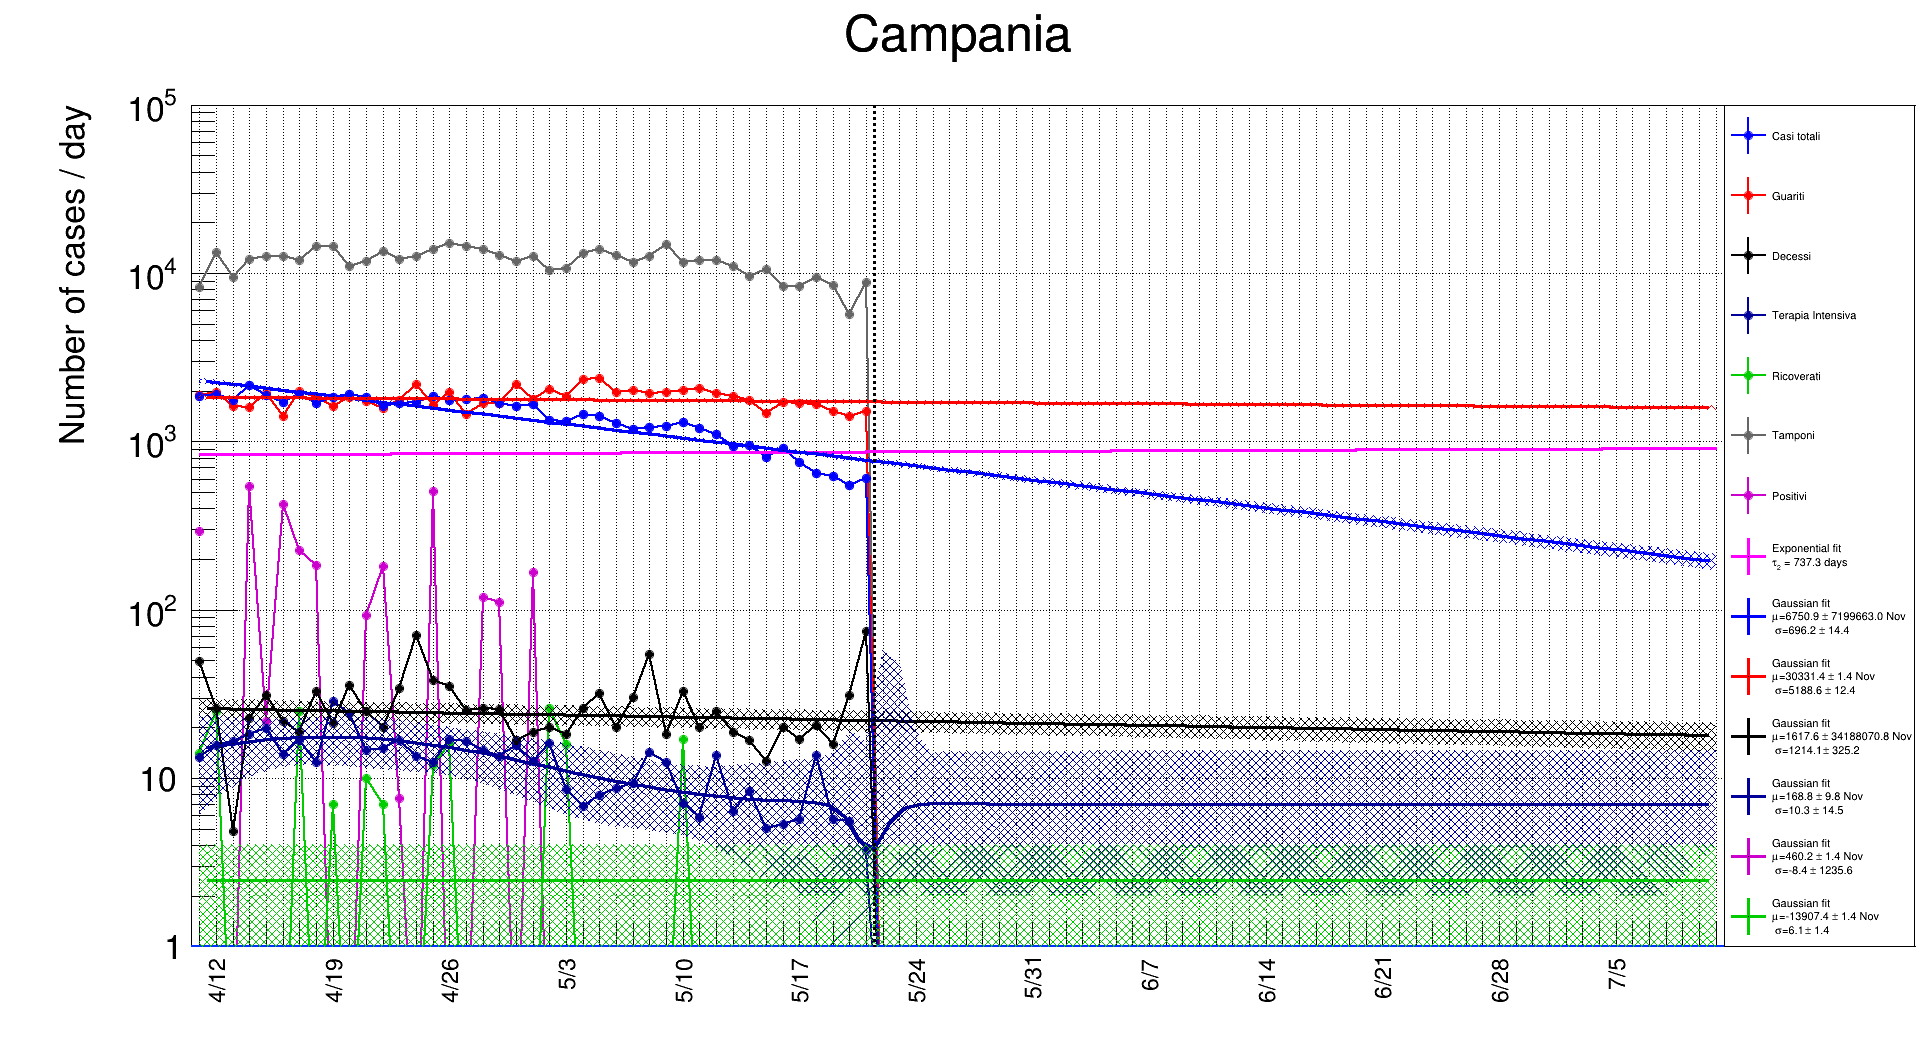 Campania
Number of cases / day
10^5
10^4
10^3
10^2
10
1
4/12
4/19
4/26
5/3
5/10
5/17
5/24
5/31
6/7
6/14
6/21
6/28
7/5
Casi totali
Guariti
Decessi
Terapia Intensiva
Ricoverati
Tamponi
Positivi
Exponential fit
τ₂ = 737.3 days
Gaussian fit
μ=6750.9 ± 7199663.0 Nov
σ=696.2 ± 14.4
Gaussian fit
μ=30331.4 ± 1.4 Nov
σ=5188.6 ± 12.4
Gaussian fit
μ=1617.6 ± 34188070.8 Nov
σ=1214.1 ± 325.2
Gaussian fit
μ=168.8 ± 9.8 Nov
σ=10.3 ± 14.5
Gaussian fit
μ=460.2 ± 1.4 Nov
σ=-8.4 ± 1235.6
Gaussian fit
μ=-13907.4 ± 1.4 Nov
σ=6.1 ± 1.4